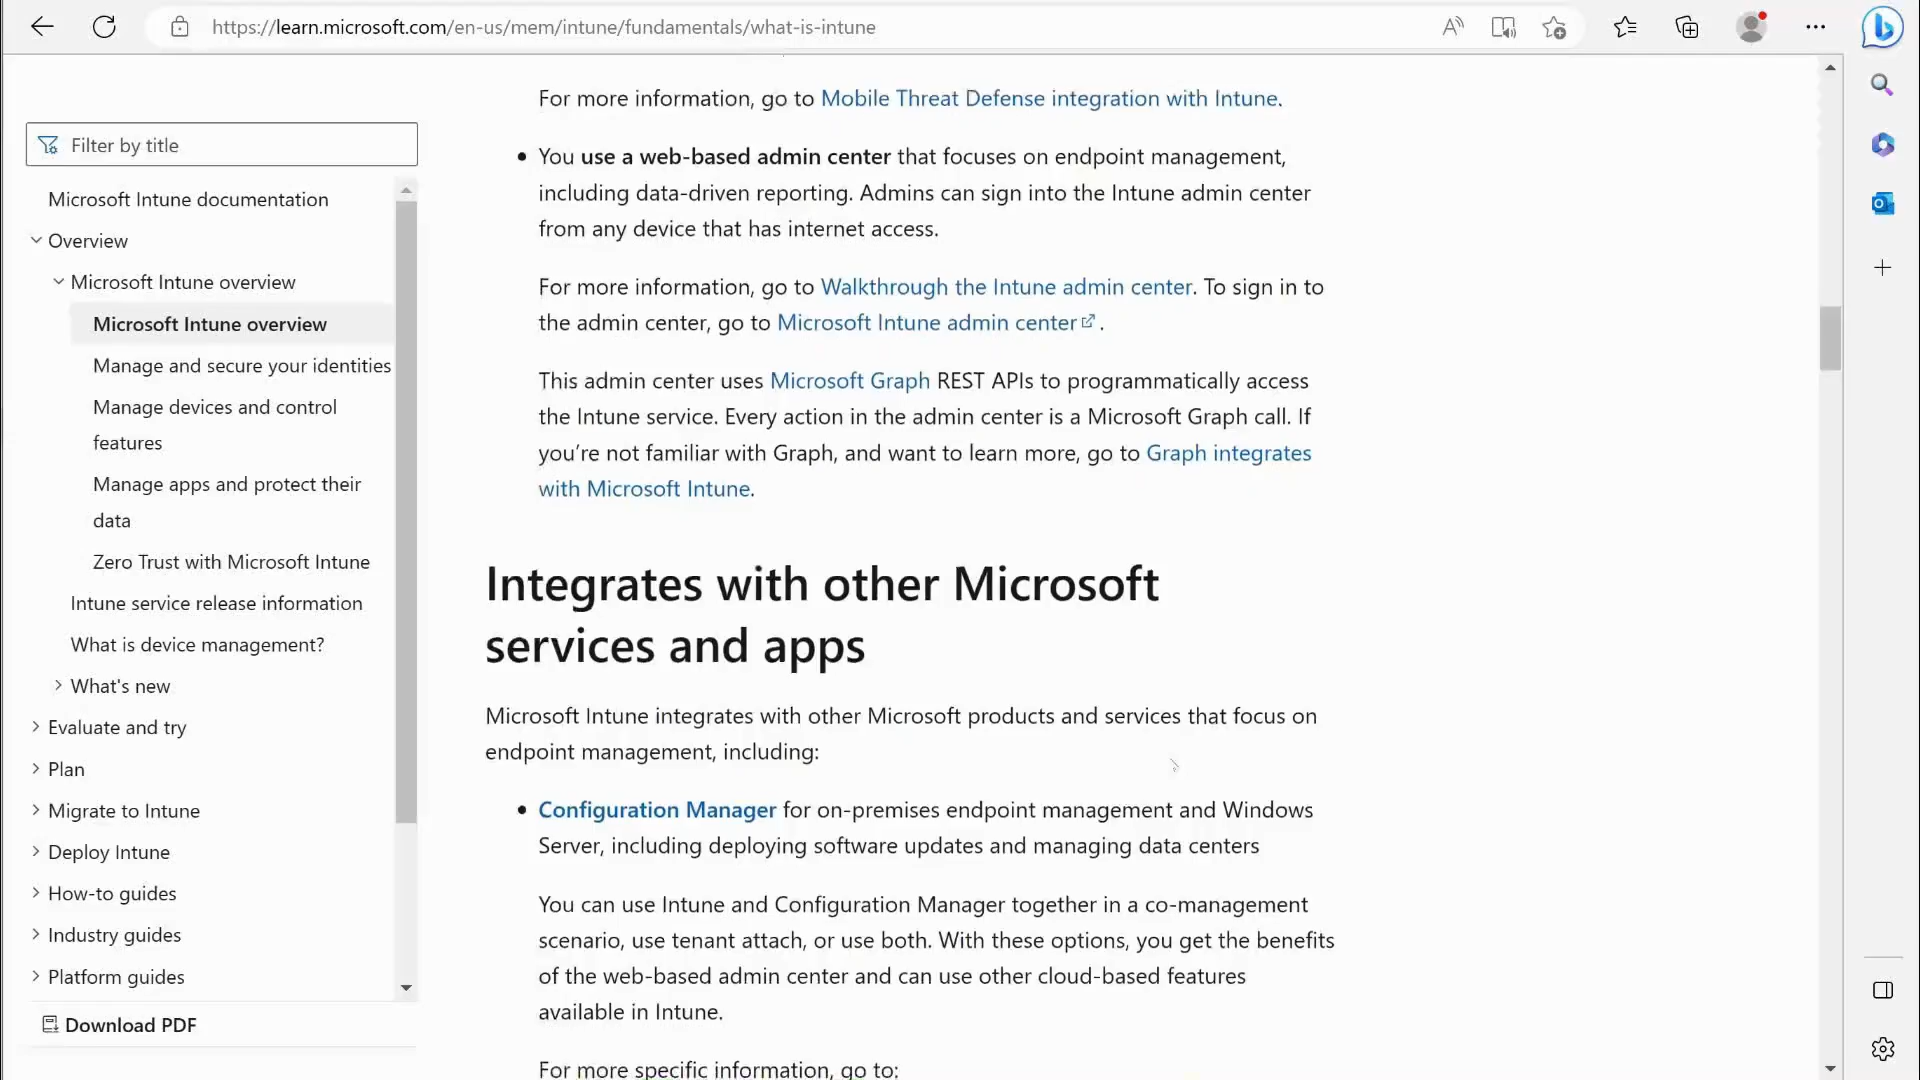 https://learn.microsoft.com/en-us/mem/intune/fundamentals/what-is-intune
Filter by title
Microsoft Intune documentation
Overview
Microsoft Intune overview
Microsoft Intune overview
Manage and secure your identities
Manage devices and control
features
Manage apps and protect their
data
Zero Trust with Microsoft Intune
Intune service release information
What is device management?
What's new
Evaluate and try
Plan
Migrate to Intune
Deploy Intune
How-to guides
Industry guides
Platform guides
Download PDF
For more information, go to Mobile Threat Defense integration with Intune.
You use a web-based admin center that focuses on endpoint management,
including data-driven reporting. Admins can sign into the Intune admin center
from any device that has internet access.
For more information, go to Walkthrough the Intune admin center. To sign in to
the admin center, go to Microsoft Intune admin center.
This admin center uses Microsoft Graph REST APIs to programmatically access
the Intune service. Every action in the admin center is a Microsoft Graph call. If
you’re not familiar with Graph, and want to learn more, go to Graph integrates
with Microsoft Intune.
Integrates with other Microsoft
services and apps
Microsoft Intune integrates with other Microsoft products and services that focus on
endpoint management, including:
Configuration Manager for on-premises endpoint management and Windows
Server, including deploying software updates and managing data centers
You can use Intune and Configuration Manager together in a co-management
scenario, use tenant attach, or use both. With these options, you get the benefits
of the web-based admin center and can use other cloud-based features
available in Intune.
For more specific information, go to: